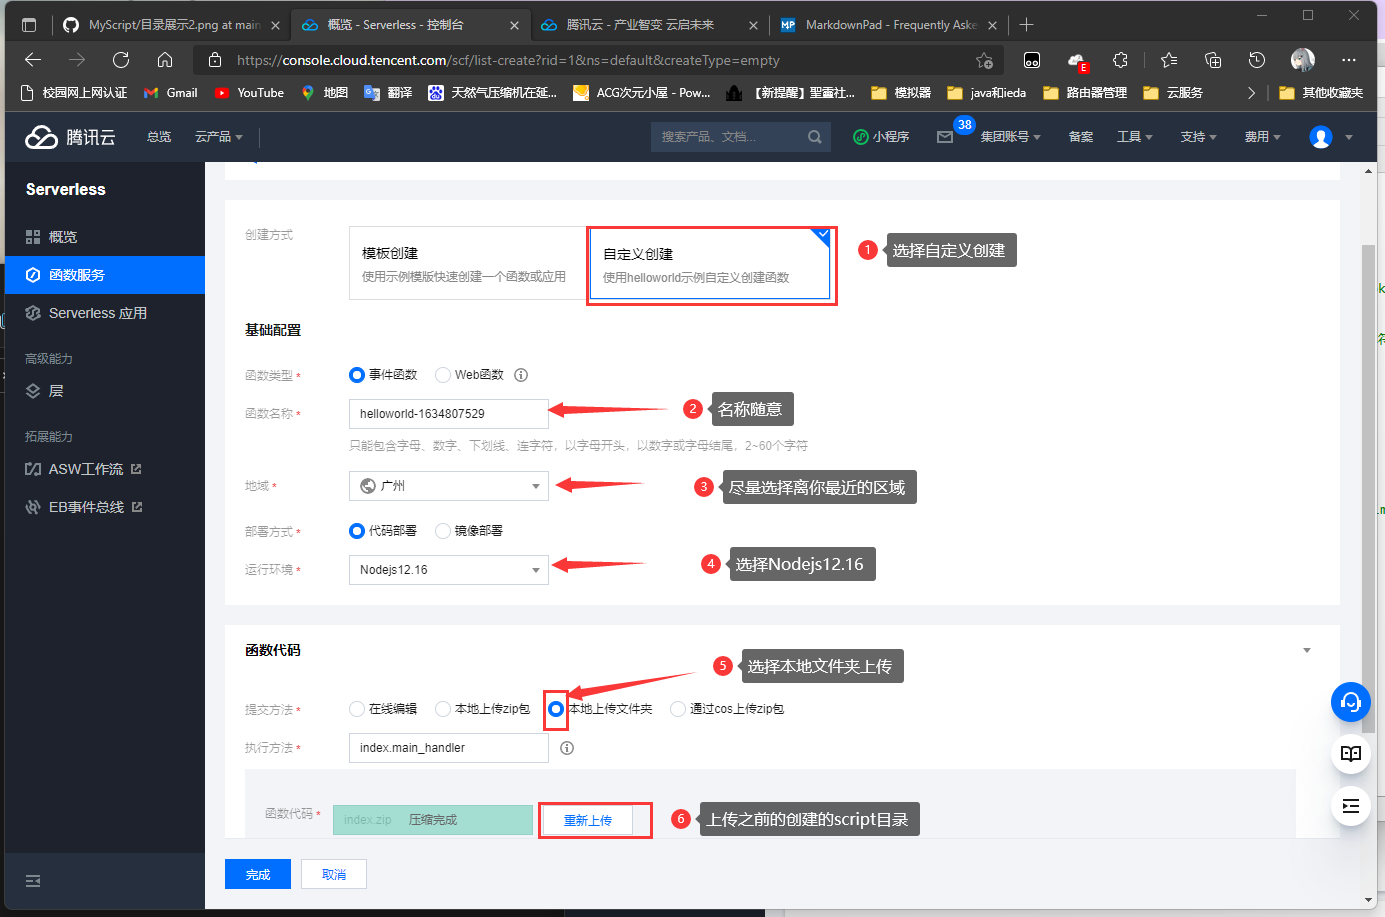 MyScript/目录展示2.png at main
概览 - Serverless - 控制台
腾讯云 - 产业智变 云启未来
MarkdownPad - Frequently Aske
https://console.cloud.tencent.com/scf/list-create?rid=1&ns=default&createType=empty
校园网上网认证
Gmail
YouTube
地图
翻译
天然气压缩机在延...
ACG次元小屋 - Pow...
【新提醒】聖靈社...
模拟器
java和ieda
路由器管理
云服务
其他收藏夹
腾讯云
总览
云产品
搜索产品、文档...
小程序
38
集团账号
备案
工具
支持
费用
Serverless
概览
函数服务
Serverless 应用
高级能力
层
拓展能力
ASW工作流
EB事件总线
创建方式
模板创建
使用示例模版快速创建一个函数或应用
自定义创建
使用helloworld示例自定义创建函数
1 选择自定义创建
基础配置
函数类型*
事件函数
Web函数
函数名称*
helloworld-1634807529
2 名称随意
只能包含字母、数字、下划线、连字符，以字母开头，以数字或字母结尾，2~60个字符
地域*
广州
3 尽量选择离你最近的区域
部署方式*
代码部署
镜像部署
运行环境*
Nodejs12.16
4 选择Nodejs12.16
函数代码
5 选择本地文件夹上传
提交方法*
在线编辑
本地上传zip包
本地上传文件夹
通过cos上传zip包
执行方法*
index.main_handler
函数代码*
index.zip
压缩完成
重新上传
6 上传之前的创建的script目录
完成
取消